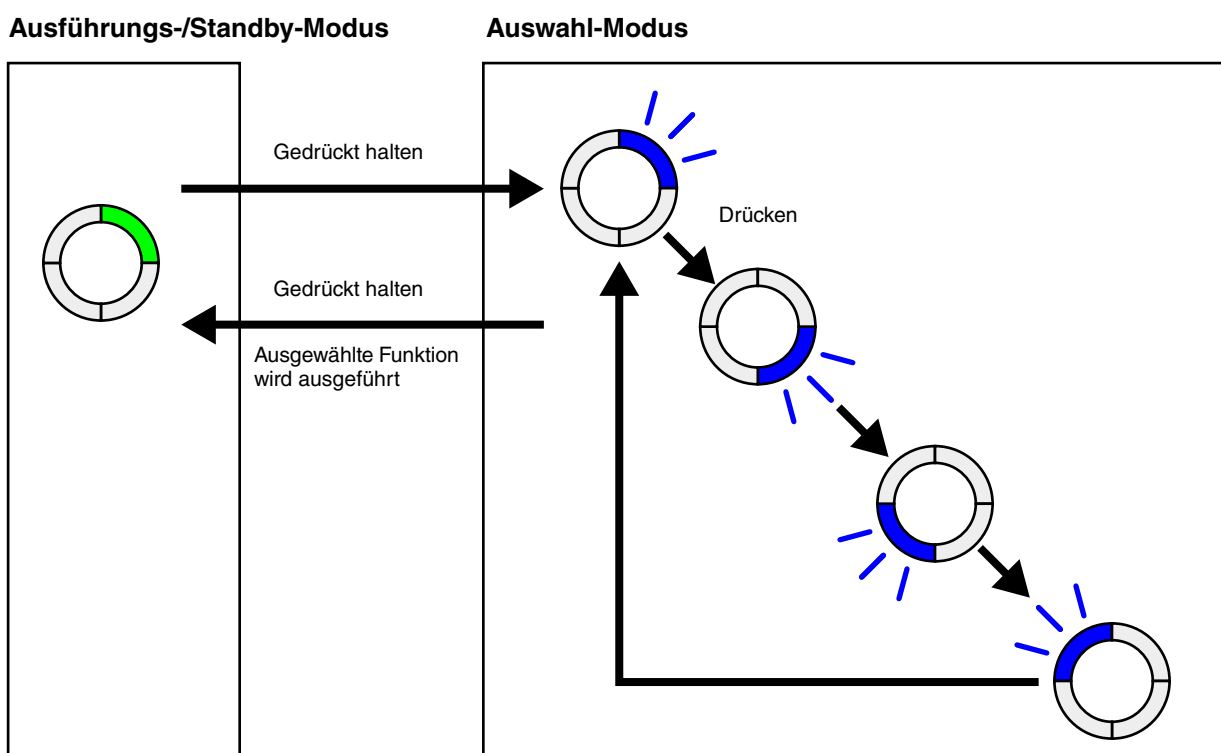 Ausführungs-/Standby-Modus
Auswahl-Modus
Gedrückt halten
Drücken
Gedrückt halten
Ausgewählte Funktion
wird ausgeführt